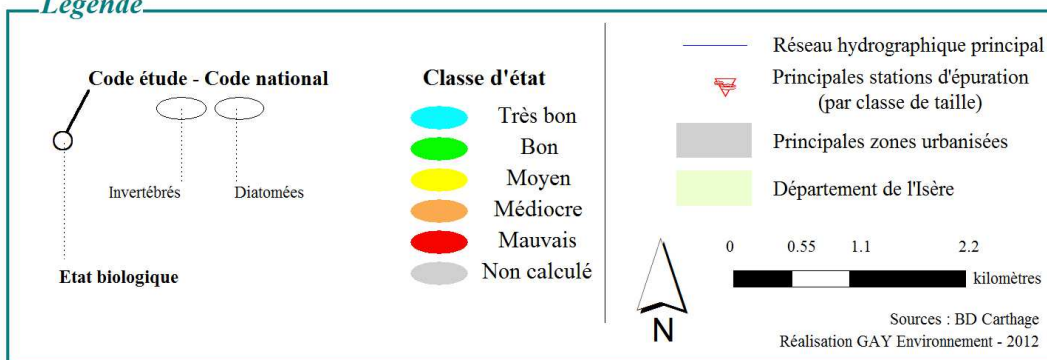 Légende
Code étude - Code national
Invertébrés
Diatomées
Etat biologique
Classe d'état
Très bon
Bon
Moyen
Médiocre
Mauvais
Non calculé
Réseau hydrographique principal
Principales stations d'épuration
(par classe de taille)
Principales zones urbanisées
Département de l'Isère
0 0.55 1.1 2.2
kilomètres
N
Sources : BD Carthage
Réalisation GAY Environnement - 2012